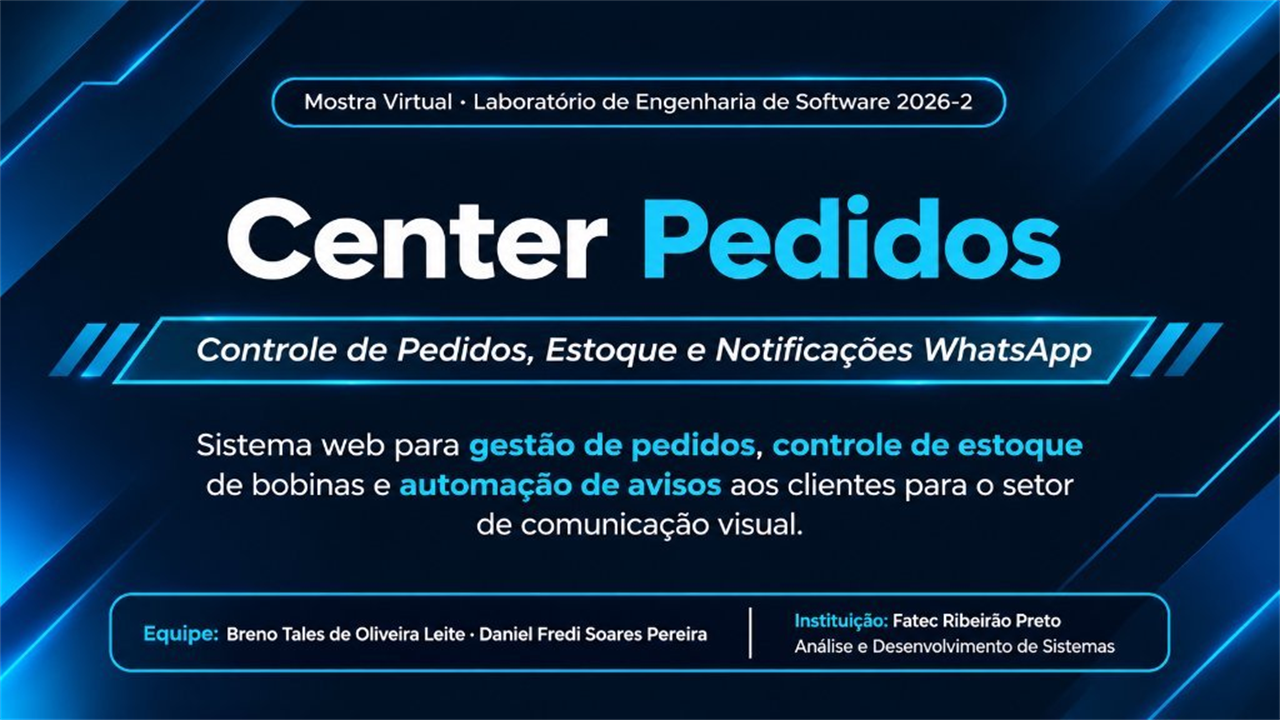 Mostra Virtual · Laboratório de Engenharia de Software 2026-2
Center Pedidos
Controle de Pedidos, Estoque e Notificações WhatsApp
Sistema web para gestão de pedidos, controle de estoque
de bobinas e automação de avisos aos clientes para o setor
de comunicação visual.
Equipe: Breno Tales de Oliveira Leite · Daniel Fredi Soares Pereira
Instituição: Fatec Ribeirão Preto
Análise e Desenvolvimento de Sistemas